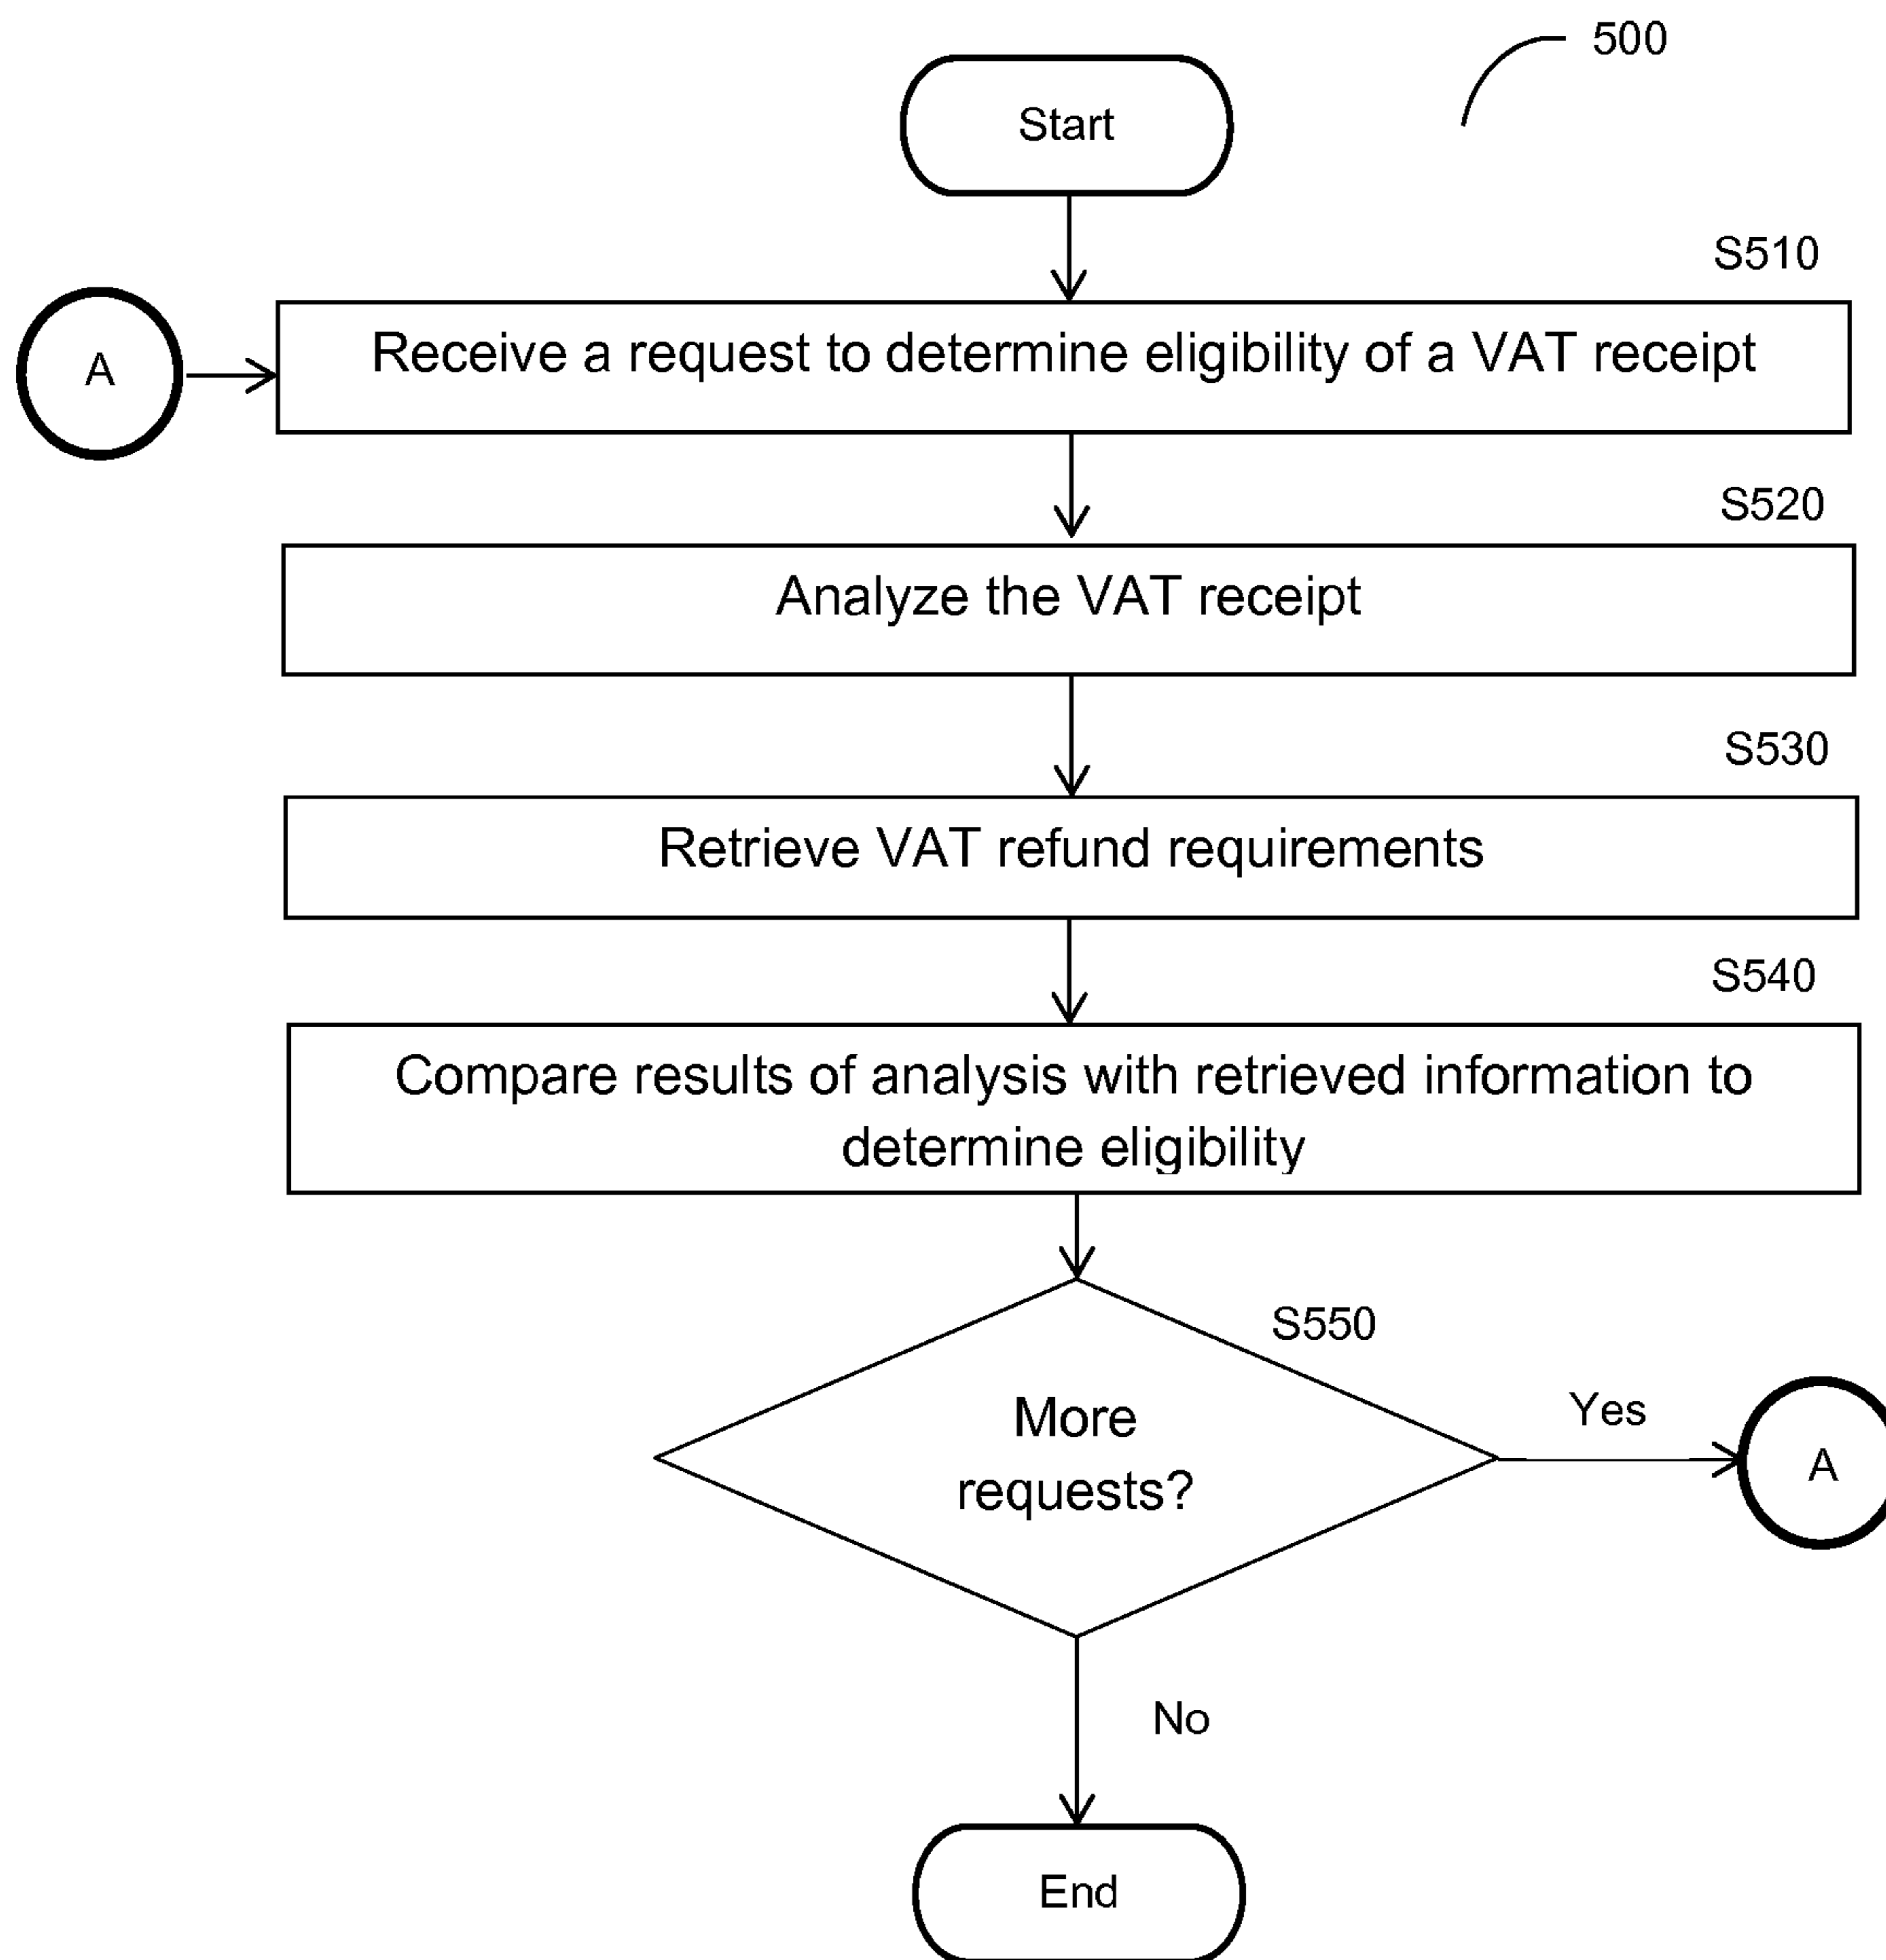 500
Start
S510
A
Receive a request to determine eligibility of a VAT receipt
S520
Analyze the VAT receipt
S530
Retrieve VAT refund requirements
S540
Compare results of analysis with retrieved information to
determine eligibility
S550
More
requests?
Yes
A
No
End